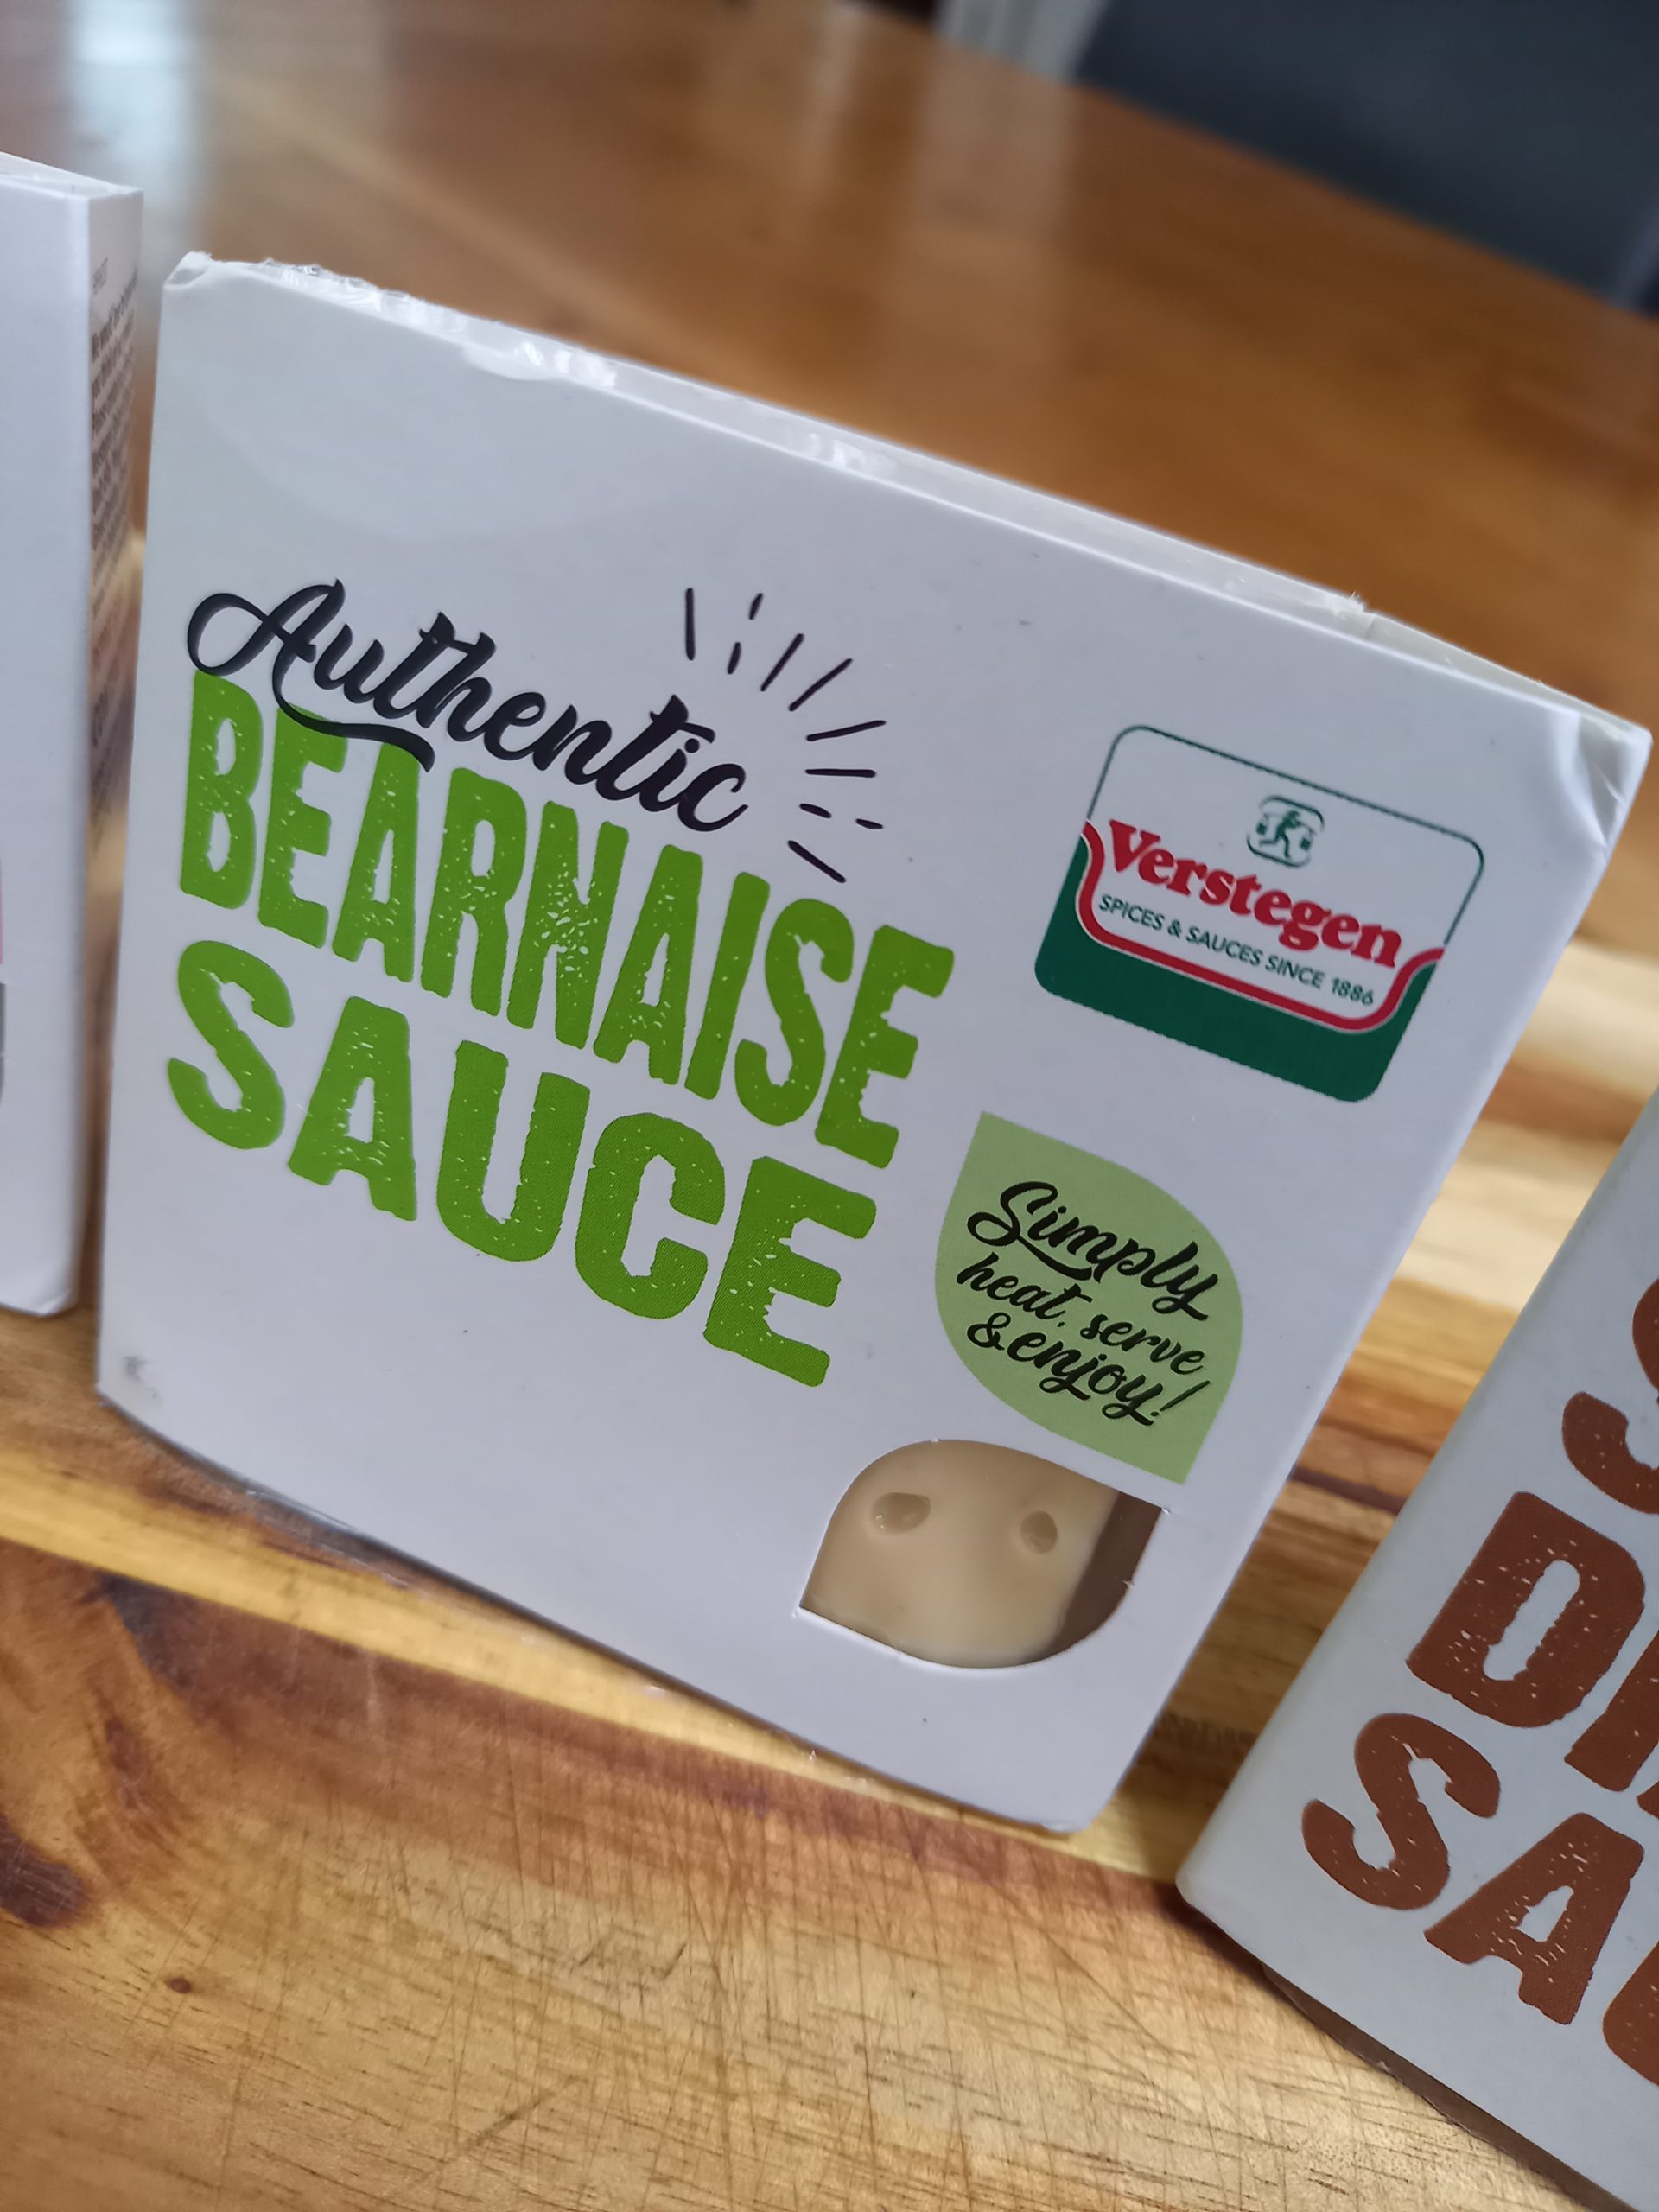 Authentic
BEARNAISE
SAUCE
Verstegen
SPICES & SAUCES SINCE 1886
Simply
heat, serve
& enjoy!